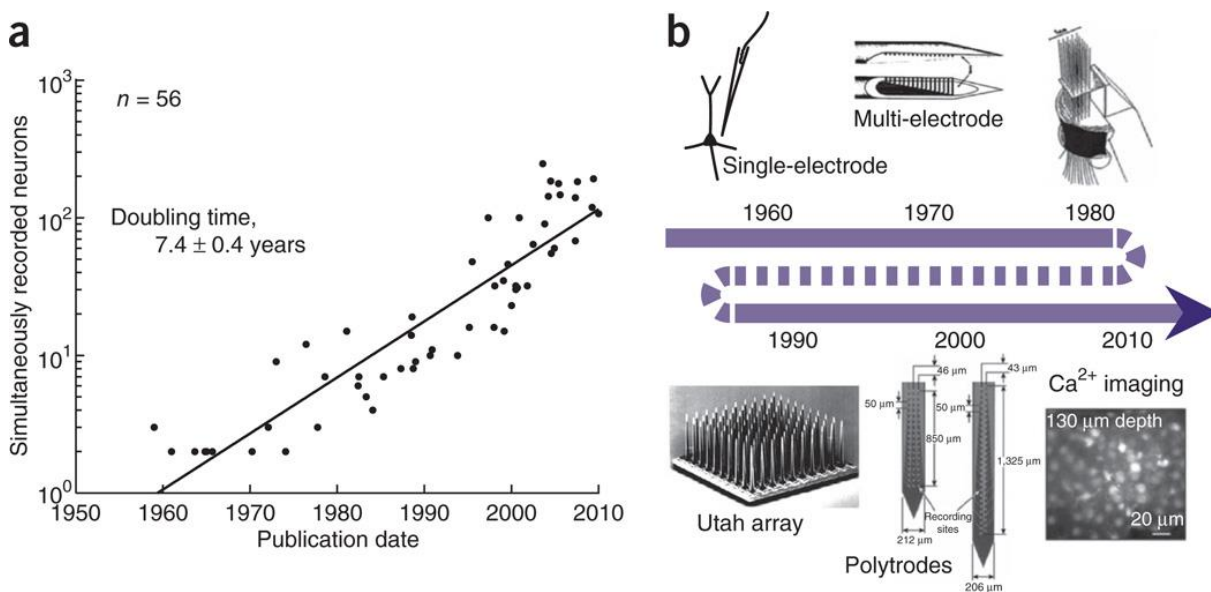 a
10³
10²
10¹
10⁰
n = 56
Doubling time,
7.4 ± 0.4 years
Simultaneously recorded neurons
1950
1960
1970
1980
1990
2000
2010
Publication date
b
Single-electrode
Multi-electrode
1960
1970
1980
1990
2000
2010
Utah array
46 µm
50 µm
850 µm
212 µm
43 µm
50 µm
1,325 µm
206 µm
Recording
sites
Polytrodes
Ca²⁺ imaging
130 µm depth
20 µm